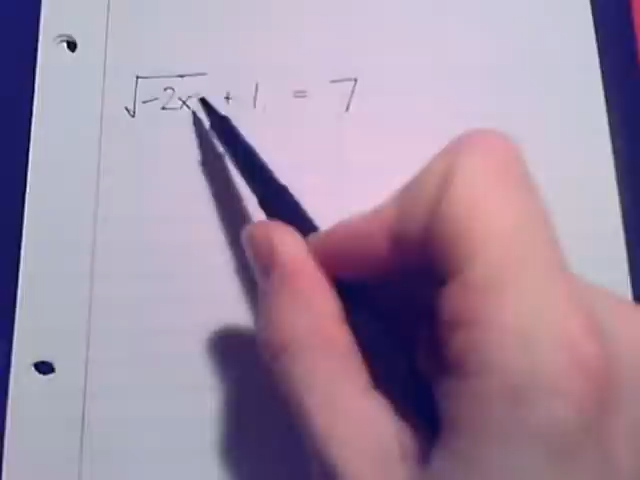 √-2x + 1 = 7